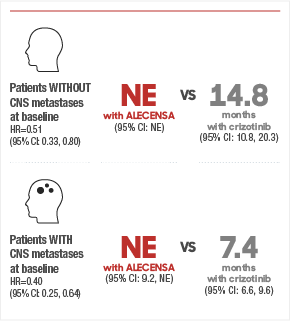 Patients WITHOUT
CNS metastases
at baseline
HR=0.51
(95% CI: 0.33, 0.80)
NE
with ALECENSA
(95% CI: NE)
VS
14.8
months
with crizotinib
(95% CI: 10.8, 20.3)
Patients WITH
CNS metastases
at baseline
HR=0.40
(95% CI: 0.25, 0.64)
NE
with ALECENSA
(95% CI: 9.2, NE)
VS
7.4
months
with crizotinib
(95% CI: 6.6, 9.6)